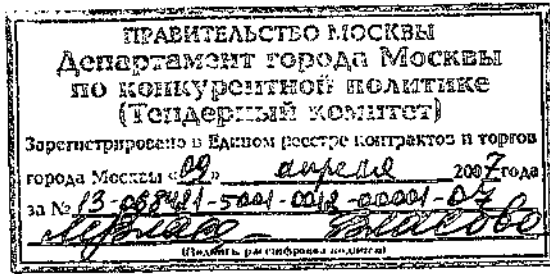 ПРАВИТЕЛЬСТВО МОСКВЫ
Департамент города Москвы
по конкурентной политике
(Тендерный комитет)
Зарегистрировано в Едином реестре контрактов и торгов
города Москвы «09» апреля 2007 года
за № 13-068481-5001-0012-00001-07
Власова
(Подпись, расшифровка подписи)